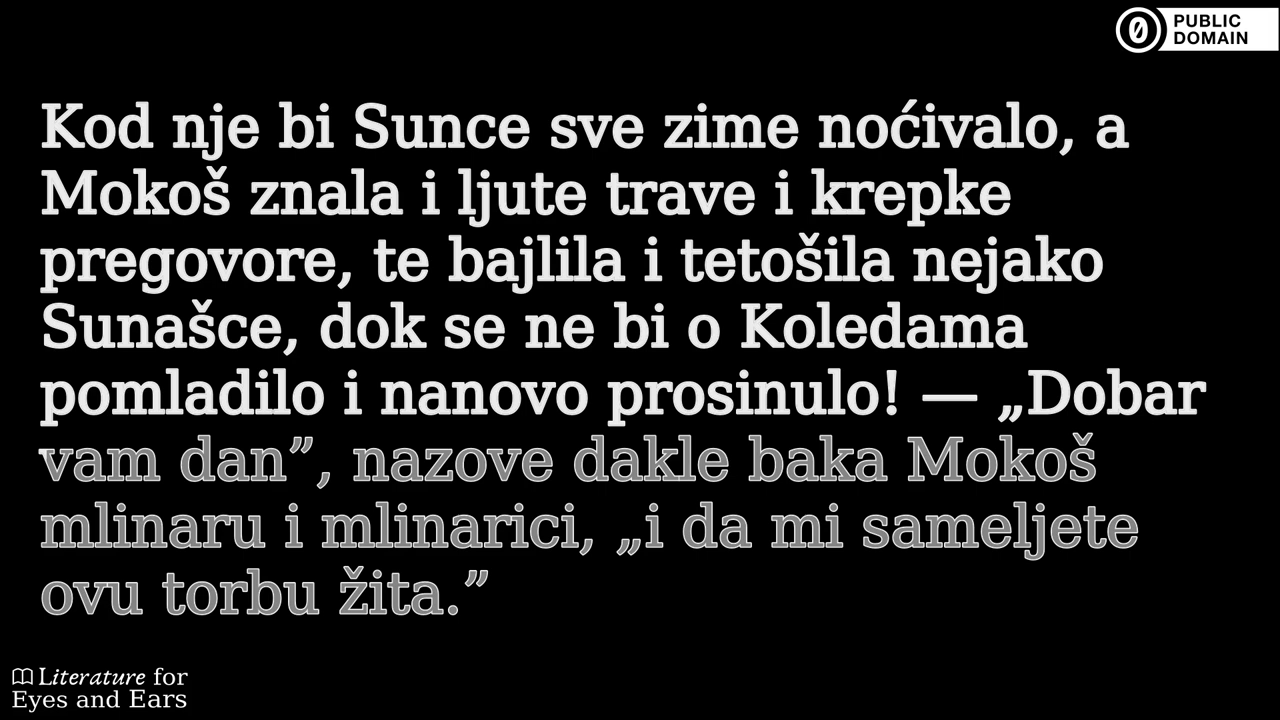 PUBLIC
DOMAIN
Kod nje bi Sunce sve zime noćivalo, a
Mokoš znala i ljute trave i krepke
pregovore, te bajlila i tetošila nejako
Sunašce, dok se ne bi o Koledama
pomladilo i nanovo prosinulo! — „Dobar
vam dan”, nazove dakle baka Mokoš
mlinaru i mlinarici, „i da mi sameljete
ovu torbu žita.”
Literature for
Eyes and Ears